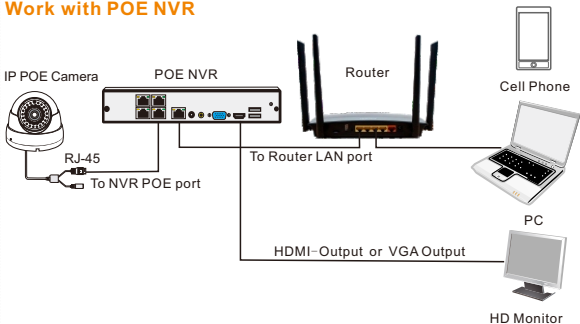 Work with POE NVR
IP POE Camera
POE NVR
Router
Cell Phone
RJ-45
To NVR POE port
To Router LAN port
PC
HDMI-Output or VGA Output
HD Monitor